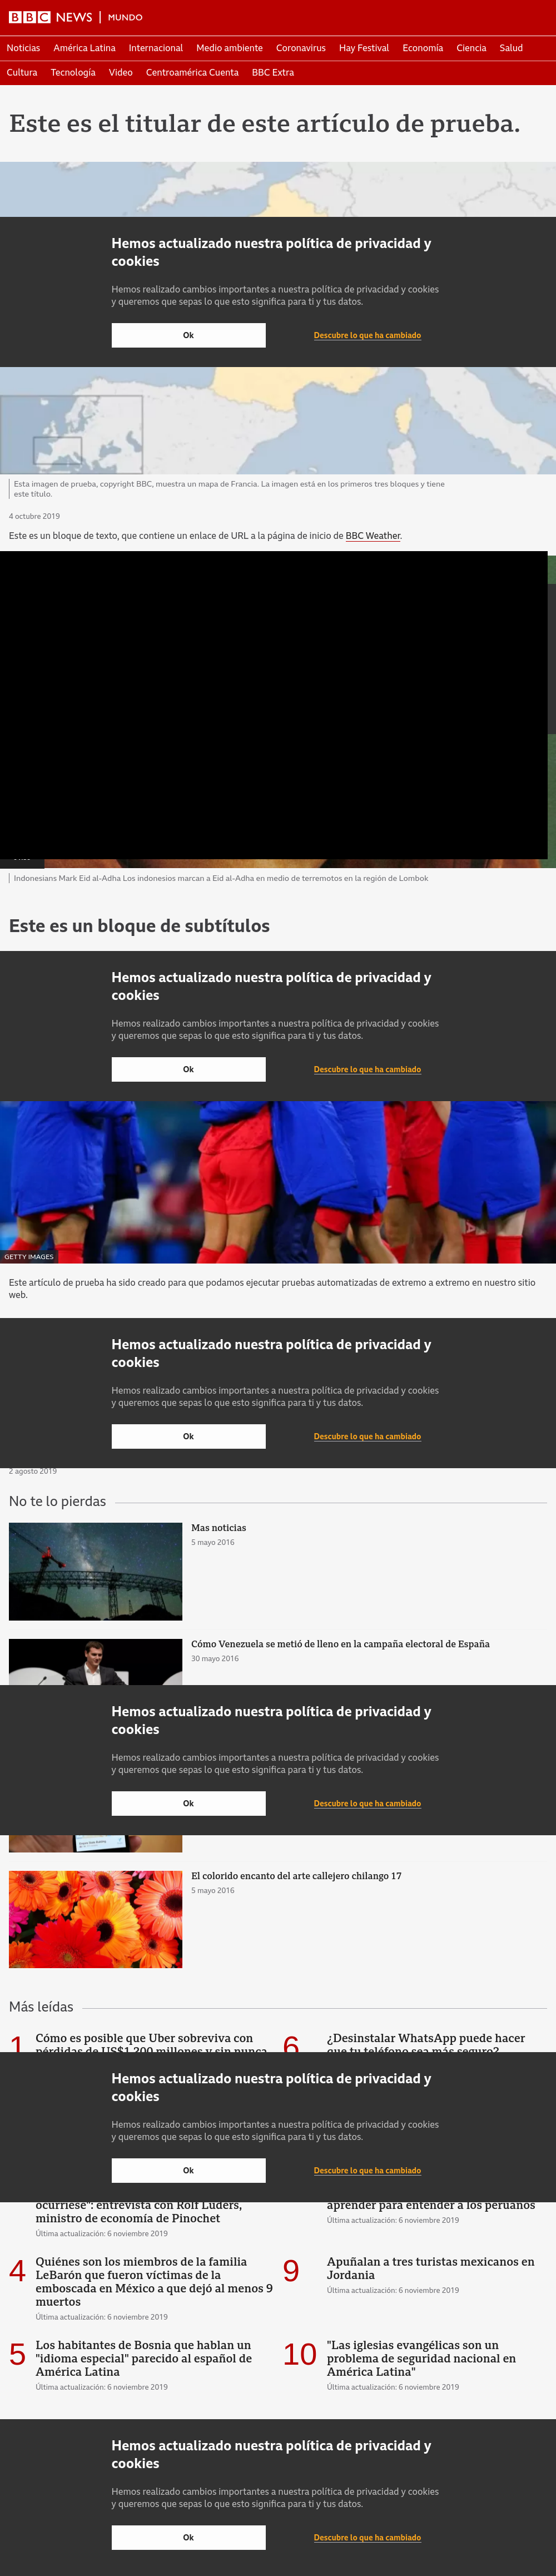 BBC NEWS | MUNDO
Noticias América Latina Internacional Medio ambiente Coronavirus Hay Festival Economía Ciencia Salud
Cultura Tecnología Video Centroamérica Cuenta BBC Extra
Este es el titular de este artículo de prueba.
Hemos actualizado nuestra política de privacidad y
cookies
Hemos realizado cambios importantes a nuestra política de privacidad y cookies
y queremos que sepas lo que esto significa para ti y tus datos.
Ok Descubre lo que ha cambiado
Esta imagen de prueba, copyright BBC, muestra un mapa de Francia. La imagen está en los primeros tres bloques y tiene
este título.
4 octubre 2019
Este es un bloque de texto, que contiene un enlace de URL a la página de inicio de BBC Weather.
Indonesians Mark Eid al-Adha Los indonesios marcan a Eid al-Adha en medio de terremotos en la región de Lombok
Este es un bloque de subtítulos
Hemos actualizado nuestra política de privacidad y
cookies
Hemos realizado cambios importantes a nuestra política de privacidad y cookies
y queremos que sepas lo que esto significa para ti y tus datos.
Ok Descubre lo que ha cambiado
GETTY IMAGES
Este artículo de prueba ha sido creado para que podamos ejecutar pruebas automatizadas de extremo a extremo en nuestro sitio
web.
Hemos actualizado nuestra política de privacidad y
cookies
Hemos realizado cambios importantes a nuestra política de privacidad y cookies
y queremos que sepas lo que esto significa para ti y tus datos.
Ok Descubre lo que ha cambiado
2 agosto 2019
No te lo pierdas
Mas noticias
5 mayo 2016
Cómo Venezuela se metió de lleno en la campaña electoral de España
30 mayo 2016
Hemos actualizado nuestra política de privacidad y
cookies
Hemos realizado cambios importantes a nuestra política de privacidad y cookies
y queremos que sepas lo que esto significa para ti y tus datos.
Ok Descubre lo que ha cambiado
El colorido encanto del arte callejero chilango 17
5 mayo 2016
Más leídas
1 Cómo es posible que Uber sobreviva con
pérdidas de US$1.200 millones y sin nunca
6 ¿Desinstalar WhatsApp puede hacer
que tu teléfono sea más seguro?
Hemos actualizado nuestra política de privacidad y
cookies
Hemos realizado cambios importantes a nuestra política de privacidad y cookies
y queremos que sepas lo que esto significa para ti y tus datos.
Ok Descubre lo que ha cambiado
ocurriese": entrevista con Rolf Lüders,
ministro de economía de Pinochet
Última actualización: 6 noviembre 2019
aprender para entender a los peruanos
Última actualización: 6 noviembre 2019
4 Quiénes son los miembros de la familia
LeBarón que fueron víctimas de la
emboscada en México a que dejó al menos 9
muertos
Última actualización: 6 noviembre 2019
9 Apuñalan a tres turistas mexicanos en
Jordania
Última actualización: 6 noviembre 2019
5 Los habitantes de Bosnia que hablan un
"idioma especial" parecido al español de
América Latina
Última actualización: 6 noviembre 2019
10 "Las iglesias evangélicas son un
problema de seguridad nacional en
América Latina"
Última actualización: 6 noviembre 2019
Hemos actualizado nuestra política de privacidad y
cookies
Hemos realizado cambios importantes a nuestra política de privacidad y cookies
y queremos que sepas lo que esto significa para ti y tus datos.
Ok Descubre lo que ha cambiado